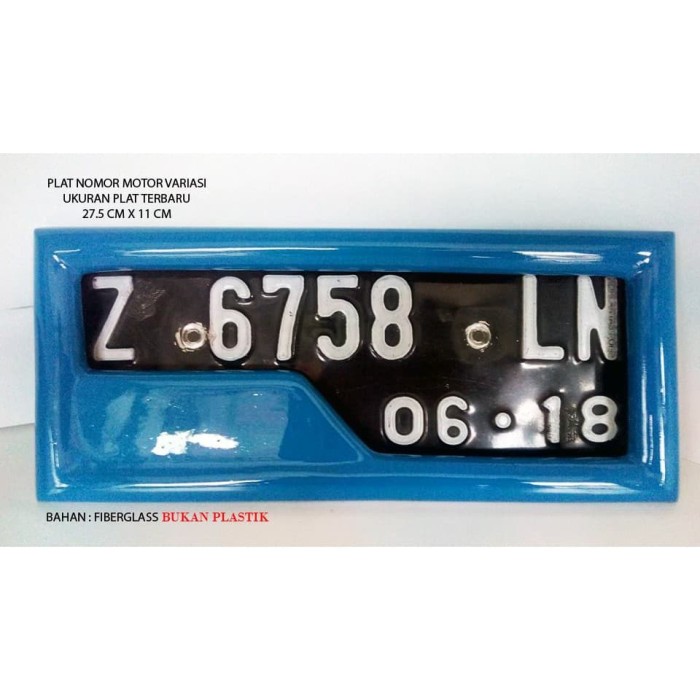 PLAT NOMOR MOTOR VARIASI
UKURAN PLAT TERBARU
27.5 CM X 11 CM
Z 6758 LN
06 • 18
BAHAN : FIBERGLASS BUKAN PLASTIK